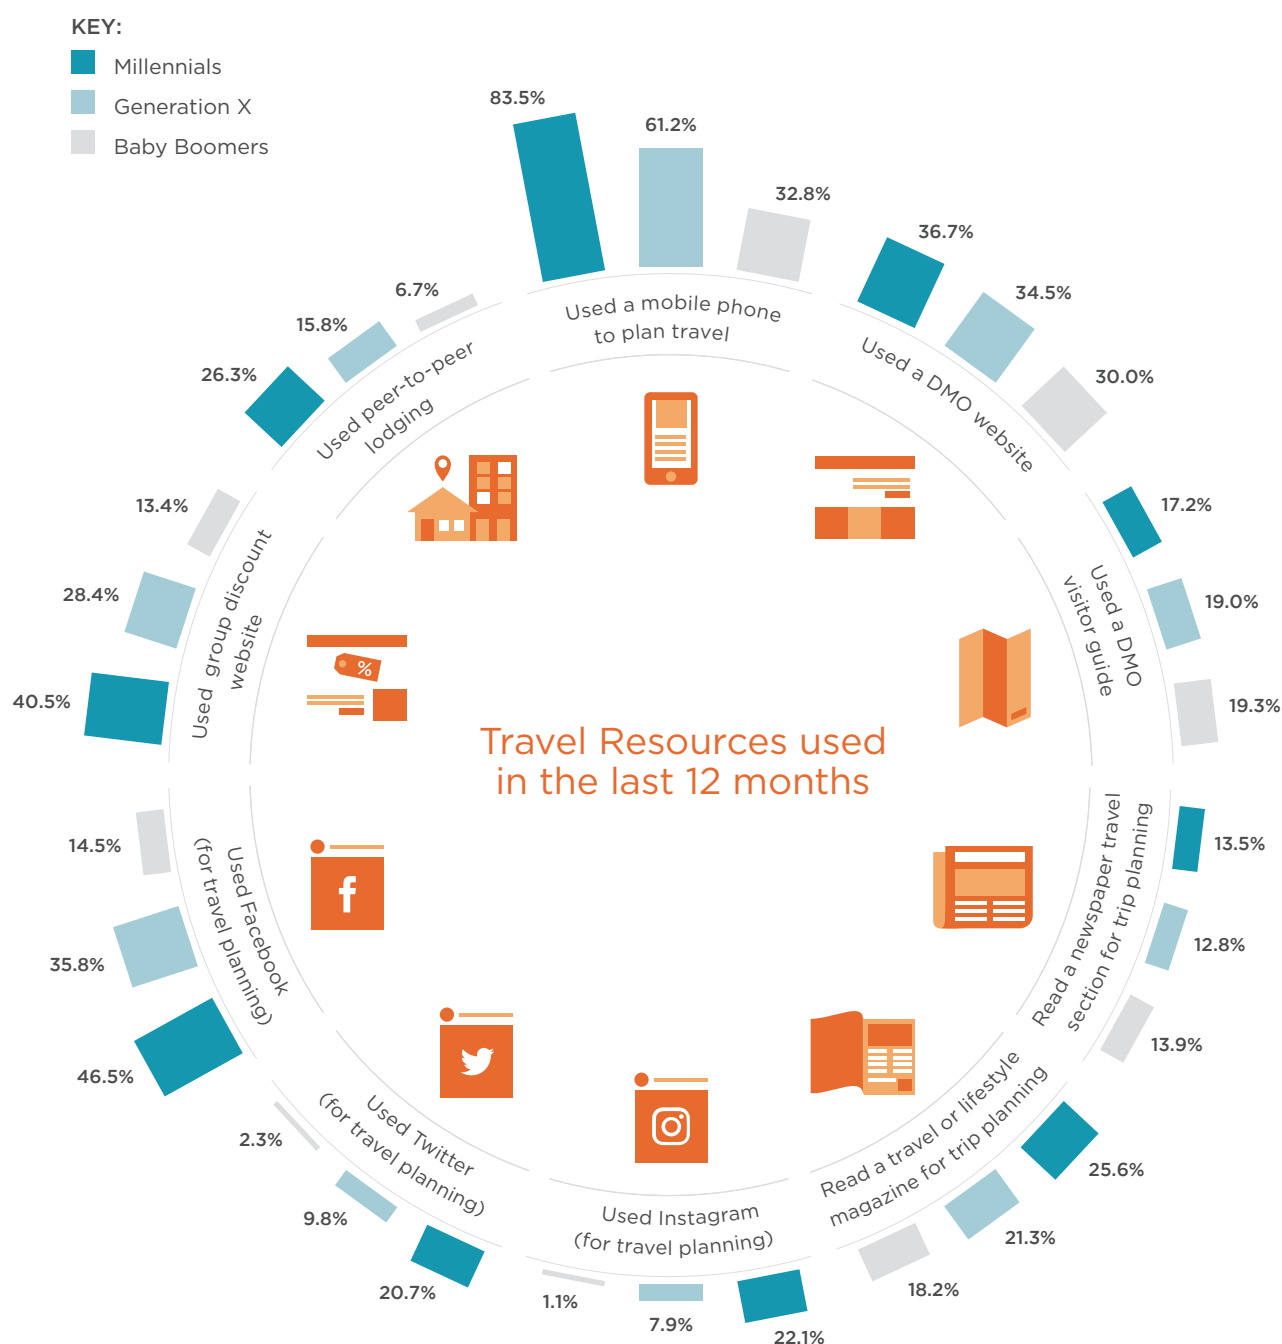 KEY:
Millennials
Generation X
Baby Boomers
Travel Resources used
in the last 12 months
83.5%
61.2%
32.8%
Used a mobile phone
to plan travel
36.7%
34.5%
30.0%
Used a DMO website
17.2%
19.0%
19.3%
Used a DMO
visitor guide
13.5%
12.8%
13.9%
Read a newspaper travel
section for trip planning
25.6%
21.3%
18.2%
Read a travel or lifestyle
magazine for trip planning
22.1%
7.9%
1.1%
Used Instagram
(for travel planning)
20.7%
9.8%
2.3%
Used Twitter
(for travel planning)
46.5%
35.8%
14.5%
Used Facebook
(for travel planning)
f
40.5%
28.4%
13.4%
Used group discount
website
%
26.3%
15.8%
6.7%
Used peer-to-peer
lodging